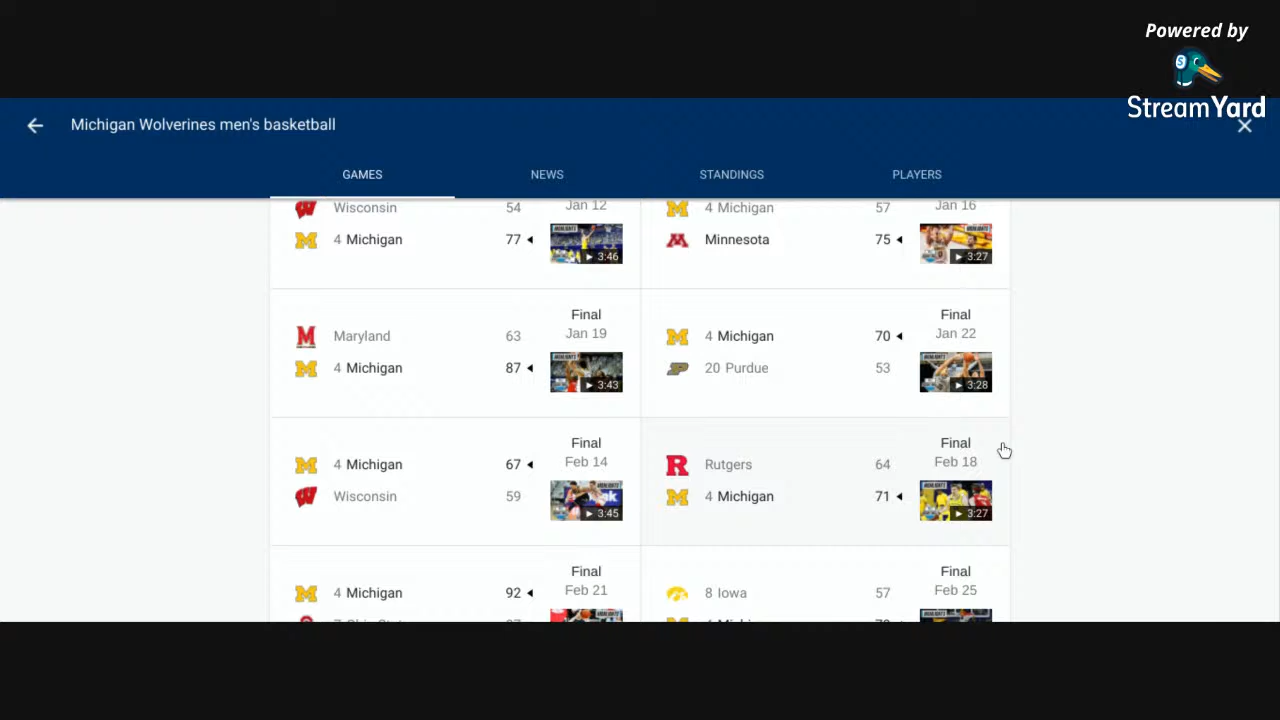 Powered by
StreamYard
Michigan Wolverines men's basketball
GAMES NEWS STANDINGS PLAYERS
Wisconsin 54 Jan 12
4 Michigan 77
3:46
4 Michigan 57 Jan 16
Minnesota 75
3:27
Final
Maryland 63 Jan 19
4 Michigan 87
3:43
Final
4 Michigan 70 Jan 22
20 Purdue 53
3:28
Final
4 Michigan 67 Feb 14
Wisconsin 59
3:45
Final
Rutgers 64 Feb 18
4 Michigan 71
3:27
Final
4 Michigan 92 Feb 21
Final
8 Iowa 57 Feb 25